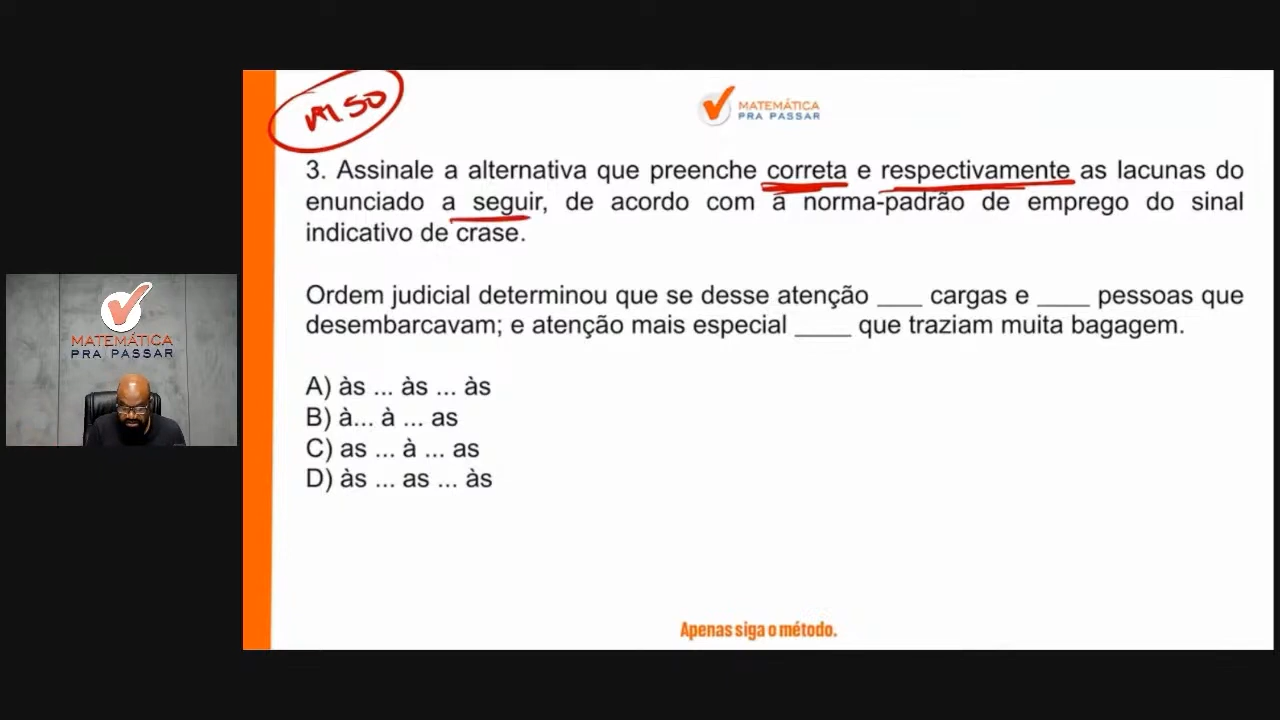 MATEMÁTICA
PRA PASSAR
3. Assinale a alternativa que preenche correta e respectivamente as lacunas do
enunciado a seguir, de acordo com a norma-padrão de emprego do sinal
indicativo de crase.
Ordem judicial determinou que se desse atenção ___ cargas e ____ pessoas que
desembarcavam; e atenção mais especial ____ que traziam muita bagagem.
A) às ... às ... às
B) à... à ... as
C) as ... à ... as
D) às ... as ... às
Apenas siga o método.
MATEMÁTICA
PRA PASSAR